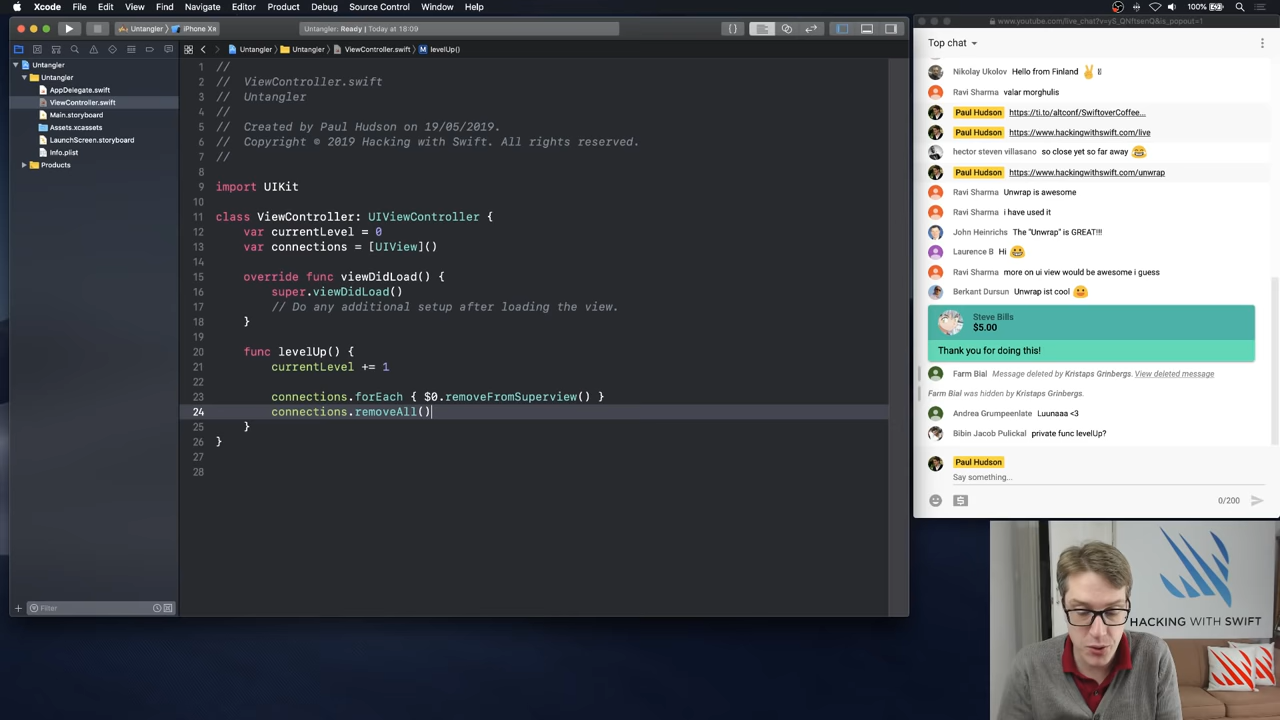 Xcode File Edit View Find Navigate Editor Product Debug Source Control Window Help
Untangler iPhone Xʀ
Untangler: Ready | Today at 18:09
www.youtube.com/live_chat?v=yS_QNftsenQ&is_popout=1
Untangler Untangler ViewController.swift M levelUp()
Untangler
Untangler
AppDelegate.swift
ViewController.swift
Main.storyboard
Assets.xcassets
LaunchScreen.storyboard
Info.plist
Products
Filter
1 //
2 // ViewController.swift
3 // Untangler
4 //
5 // Created by Paul Hudson on 19/05/2019.
6 // Copyright © 2019 Hacking with Swift. All rights reserved.
7 //
8
9 import UIKit
10
11 class ViewController: UIViewController {
12 var currentLevel = 0
13 var connections = [UIView]()
14
15 override func viewDidLoad() {
16 super.viewDidLoad()
17 // Do any additional setup after loading the view.
18 }
19
20 func levelUp() {
21 currentLevel += 1
22
23 connections.forEach { $0.removeFromSuperview() }
24 connections.removeAll()
25 }
26 }
27
28
Top chat
Nikolay Ukolov Hello from Finland ✌
Ravi Sharma valar morghulis
Paul Hudson https://ti.to/altconf/SwiftoverCoffee...
Paul Hudson https://www.hackingwithswift.com/live
hector steven villasano so close yet so far away 😂
Paul Hudson https://www.hackingwithswift.com/unwrap
Ravi Sharma Unwrap is awesome
Ravi Sharma i have used it
John Heinrichs The "Unwrap" is GREAT!!!
Laurence B Hi 😁
Ravi Sharma more on ui view would be awesome i guess
Berkant Dursun Unwrap ist cool 😀
Steve Bills
$5.00
Thank you for doing this!
Farm Bial Message deleted by Kristaps Grinbergs. View deleted message
Farm Bial was hidden by Kristaps Grinbergs.
Andrea Grumpeenlate Luunaaa <3
Bibin Jacob Pulickal private func levelUp?
Paul Hudson
Say something...
0/200
HACKING WITH SWIFT